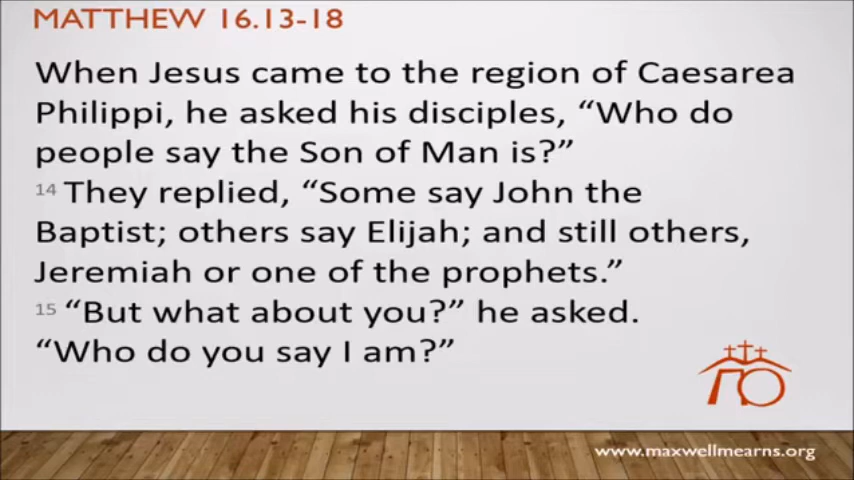 MATTHEW 16.13-18
When Jesus came to the region of Caesarea
Philippi, he asked his disciples, “Who do
people say the Son of Man is?”
14 They replied, “Some say John the
Baptist; others say Elijah; and still others,
Jeremiah or one of the prophets.”
15 “But what about you?” he asked.
“Who do you say I am?”
www.maxwellmearns.org